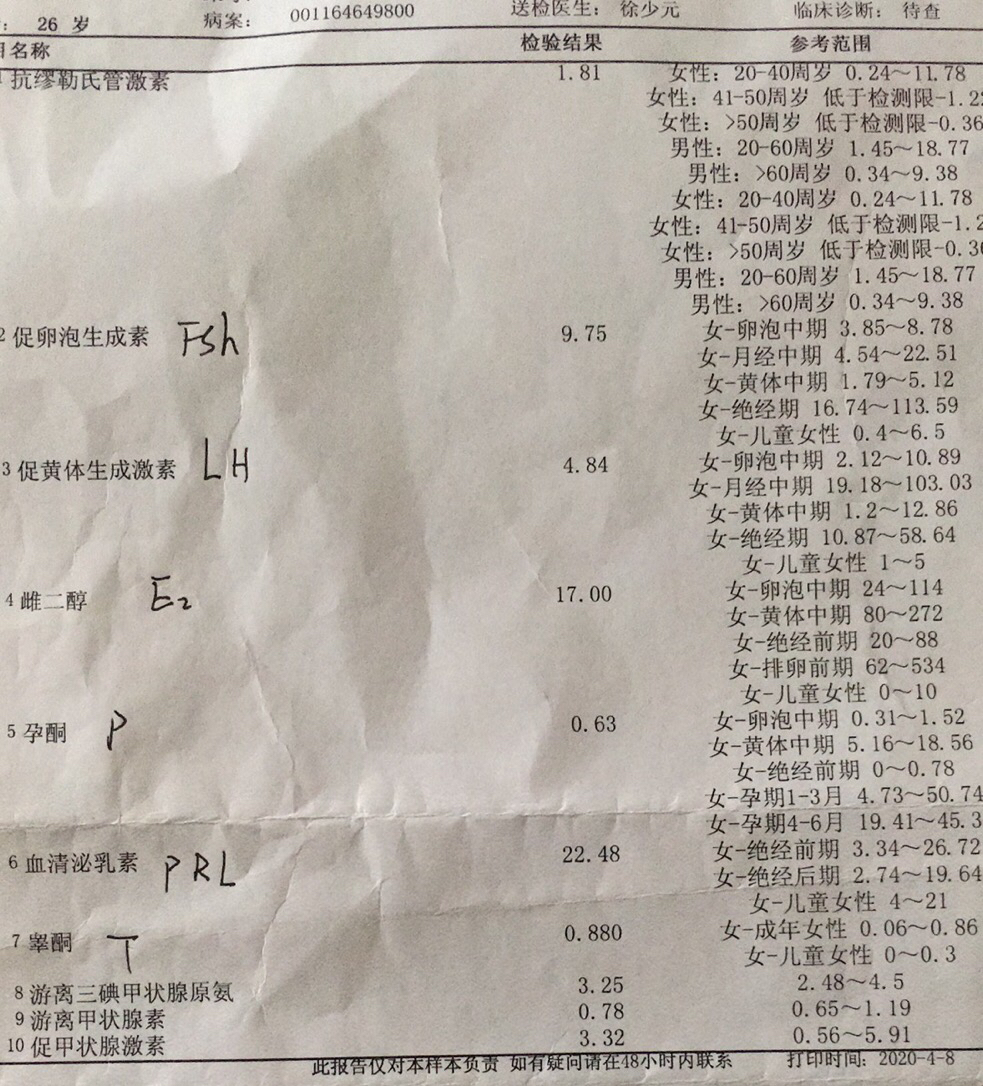 : 26 岁 病案: 001164649800 送检医生: 徐少元 临床诊断: 待查
目名称 检验结果 参考范围
抗缪勒氏管激素 1.81 女性: 20-40周岁 0.24～11.78
女性: 41-50周岁 低于检测限-1.22
女性: >50周岁 低于检测限-0.36
男性: 20-60周岁 1.45～18.77
男性: >60周岁 0.34～9.38
女性: 20-40周岁 0.24～11.78
女性: 41-50周岁 低于检测限-1.2
女性: >50周岁 低于检测限-0.36
男性: 20-60周岁 1.45～18.77
男性: >60周岁 0.34～9.38
2 促卵泡生成素 Fsh 9.75 女-卵泡中期 3.85～8.78
女-月经中期 4.54～22.51
女-黄体中期 1.79～5.12
女-绝经期 16.74～113.59
女-儿童女性 0.4～6.5
3 促黄体生成激素 LH 4.84 女-卵泡中期 2.12～10.89
女-月经中期 19.18～103.03
女-黄体中期 1.2～12.86
女-绝经期 10.87～58.64
女-儿童女性 1～5
4 雌二醇 E₂ 17.00 女-卵泡中期 24～114
女-黄体中期 80～272
女-绝经前期 20～88
女-排卵前期 62～534
女-儿童女性 0～10
5 孕酮 P 0.63 女-卵泡中期 0.31～1.52
女-黄体中期 5.16～18.56
女-绝经前期 0～0.78
女-孕期1-3月 4.73～50.74
女-孕期4-6月 19.41～45.3
6 血清泌乳素 PRL 22.48 女-绝经前期 3.34～26.72
女-绝经后期 2.74～19.64
女-儿童女性 4～21
7 睾酮 T 0.880 女-成年女性 0.06～0.86
女-儿童女性 0～0.3
8 游离三碘甲状腺原氨 3.25 2.48～4.5
9 游离甲状腺素 0.78 0.65～1.19
10 促甲状腺激素 3.32 0.56～5.91
此报告仅对本样本负责 如有疑问请在48小时内联系 打印时间: 2020-4-8